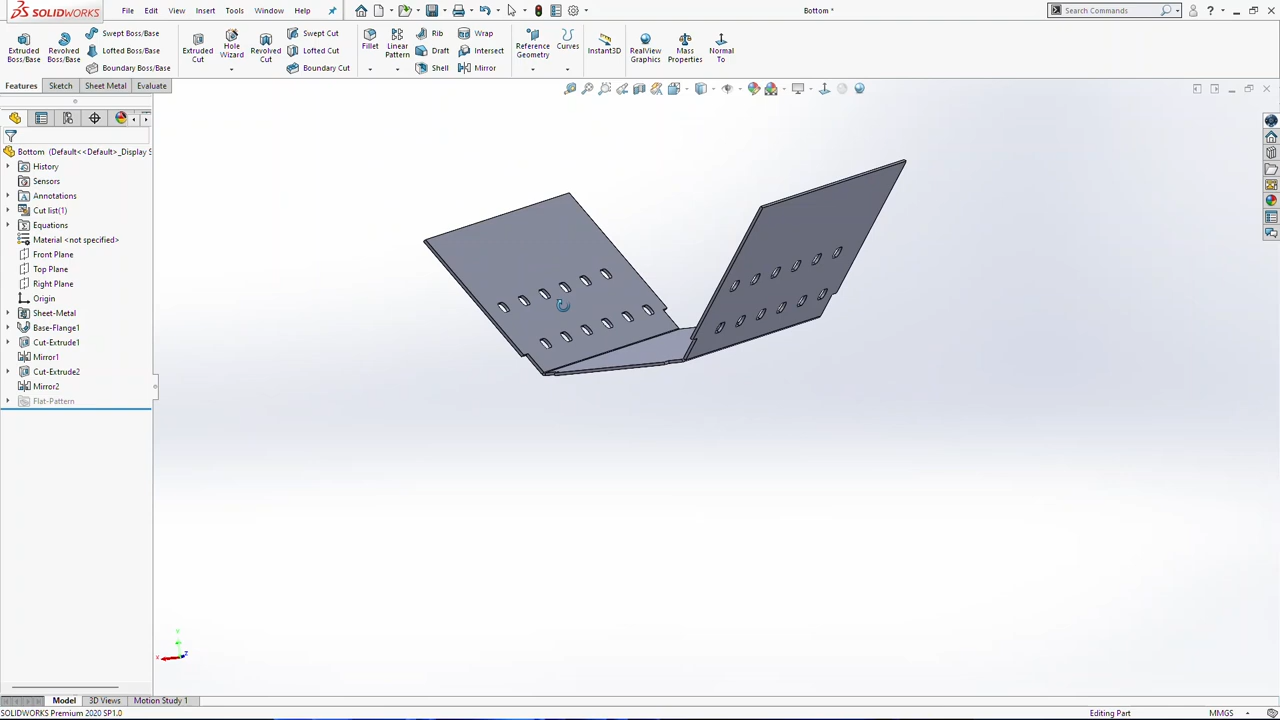 SOLIDWORKS
File
Edit
View
Insert
Tools
Window
Help
Bottom *
Search Commands
Extruded Boss/Base
Revolved Boss/Base
Swept Boss/Base
Lofted Boss/Base
Boundary Boss/Base
Extruded Cut
Hole Wizard
Revolved Cut
Swept Cut
Lofted Cut
Boundary Cut
Fillet
Linear Pattern
Rib
Draft
Shell
Wrap
Intersect
Mirror
Reference Geometry
Curves
Instant3D
RealView Graphics
Mass Properties
Normal To
Features
Sketch
Sheet Metal
Evaluate
Bottom (Default<<Default>_Display S
History
Sensors
Annotations
Cut list(1)
Equations
Material <not specified>
Front Plane
Top Plane
Right Plane
Origin
Sheet-Metal
Base-Flange1
Cut-Extrude1
Mirror1
Cut-Extrude2
Mirror2
Flat-Pattern
Model
3D Views
Motion Study 1
SOLIDWORKS Premium 2020 SP1.0
Editing Part
MMGS